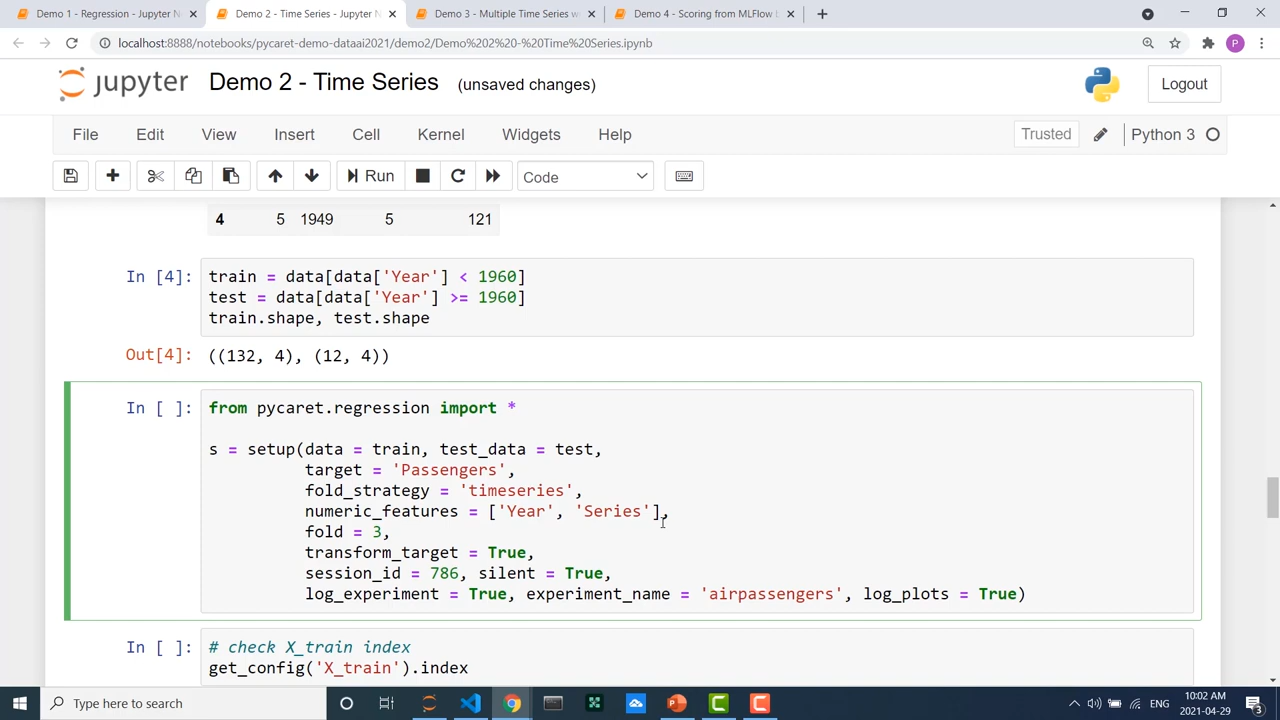 Demo 1 - Regression - Jupyter N
Demo 2 - Time Series - Jupyter N
Demo 3 - Multiple Time Series w
Demo 4 - Scoring from MLFlow L
localhost:8888/notebooks/pycaret-demo-dataai2021/demo2/Demo%202%20-%20Time%20Series.ipynb
P
jupyter Demo 2 - Time Series (unsaved changes) Logout
File Edit View Insert Cell Kernel Widgets Help Trusted Python 3
Run Code
4 5 1949 5 121
In [4]: train = data[data['Year'] < 1960]
test = data[data['Year'] >= 1960]
train.shape, test.shape
Out[4]: ((132, 4), (12, 4))
In [ ]: from pycaret.regression import *
s = setup(data = train, test_data = test,
target = 'Passengers',
fold_strategy = 'timeseries',
numeric_features = ['Year', 'Series'],
fold = 3,
transform_target = True,
session_id = 786, silent = True,
log_experiment = True, experiment_name = 'airpassengers', log_plots = True)
In [ ]: # check X_train index
get_config('X_train').index
Type here to search
10:02 AM
2021-04-29
3